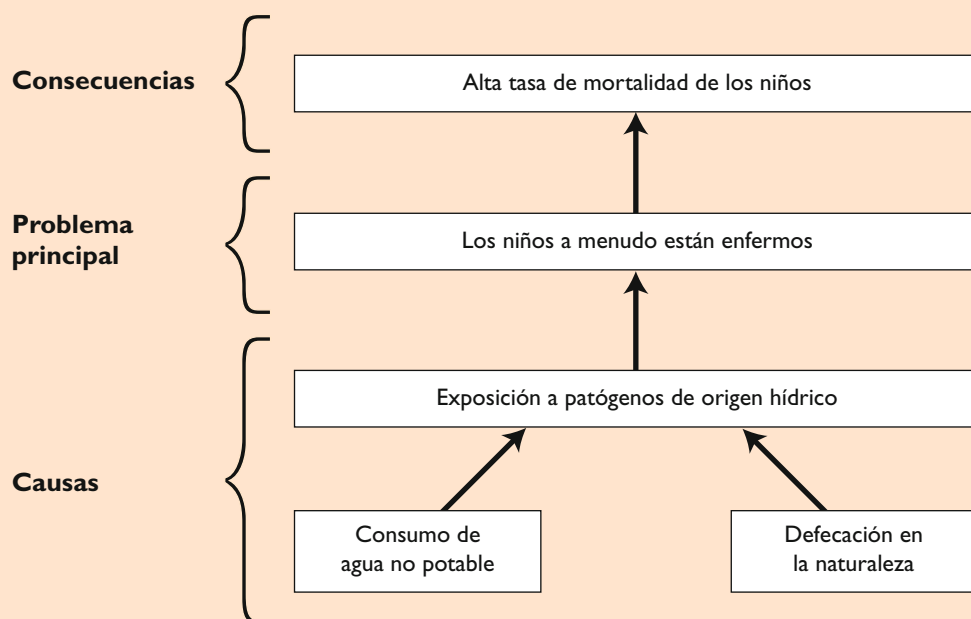 Consecuencias
Alta tasa de mortalidad de los niños
Problema
principal
Los niños a menudo están enfermos
Exposición a patógenos de origen hídrico
Causas
Consumo de
agua no potable
Defecación en
la naturaleza